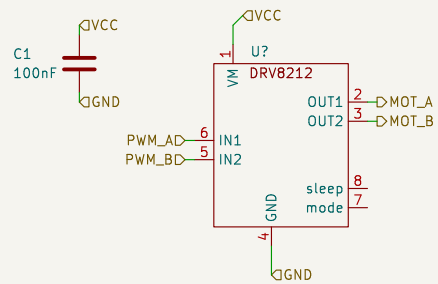 VCC
C1
100nF
GND
VCC
1
U?
VM
DRV8212
OUT1
2
MOT_A
OUT2
3
MOT_B
PWM_A
6
IN1
PWM_B
5
IN2
sleep
8
mode
7
GND
4
GND